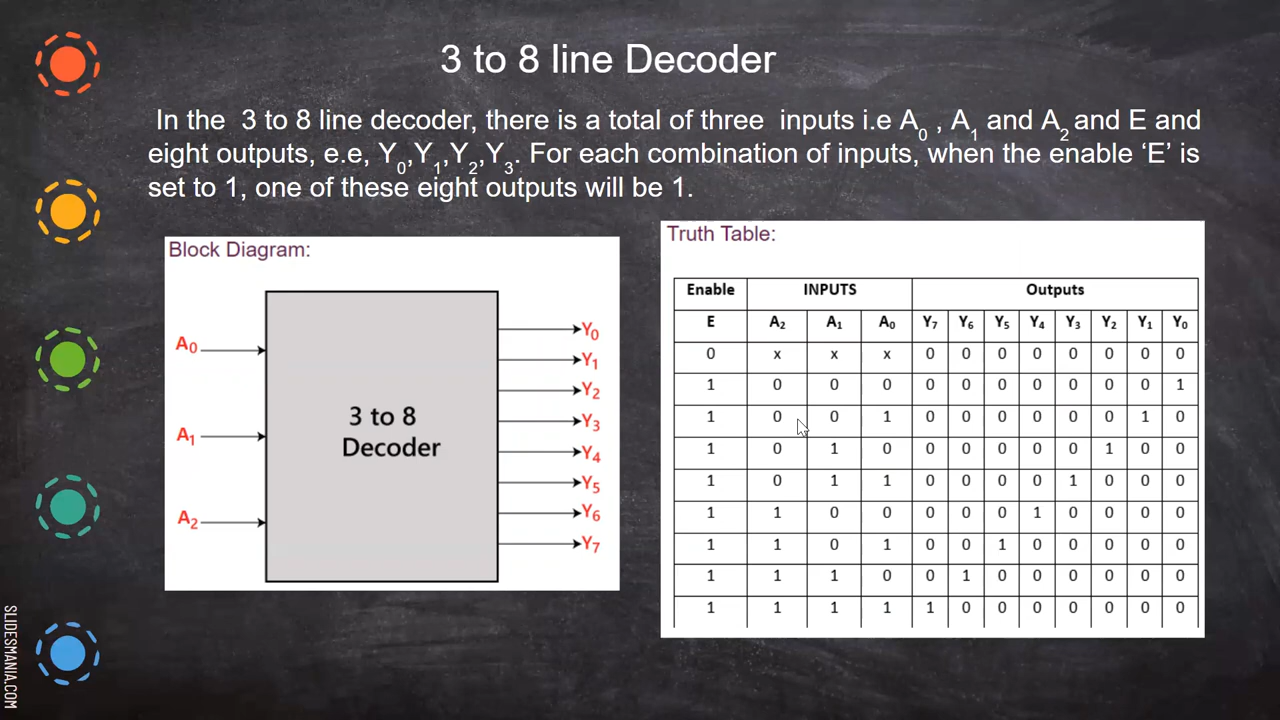 3 to 8 line Decoder
In the 3 to 8 line decoder, there is a total of three inputs i.e A0 , A1 and A2 and E and
eight outputs, e.e, Y0,Y1,Y2,Y3. For each combination of inputs, when the enable ‘E’ is
set to 1, one of these eight outputs will be 1.
Block Diagram:
A0
A1
A2
3 to 8
Decoder
Y0
Y1
Y2
Y3
Y4
Y5
Y6
Y7
Truth Table:
Enable INPUTS Outputs
E A2 A1 A0 Y7 Y6 Y5 Y4 Y3 Y2 Y1 Y0
0 x x x 0 0 0 0 0 0 0 0
1 0 0 0 0 0 0 0 0 0 0 1
1 0 0 1 0 0 0 0 0 0 1 0
1 0 1 0 0 0 0 0 0 1 0 0
1 0 1 1 0 0 0 0 1 0 0 0
1 1 0 0 0 0 0 1 0 0 0 0
1 1 0 1 0 0 1 0 0 0 0 0
1 1 1 0 0 1 0 0 0 0 0 0
1 1 1 1 1 0 0 0 0 0 0 0
SLIDESMANIA.COM